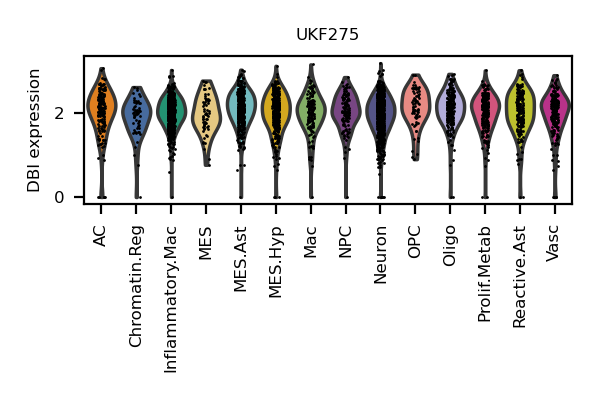 UKF275
DBI expression
2
0
AC
Chromatin.Reg
Inflammatory.Mac
MES
MES.Ast
MES.Hyp
Mac
NPC
Neuron
OPC
Oligo
Prolif.Metab
Reactive.Ast
Vasc